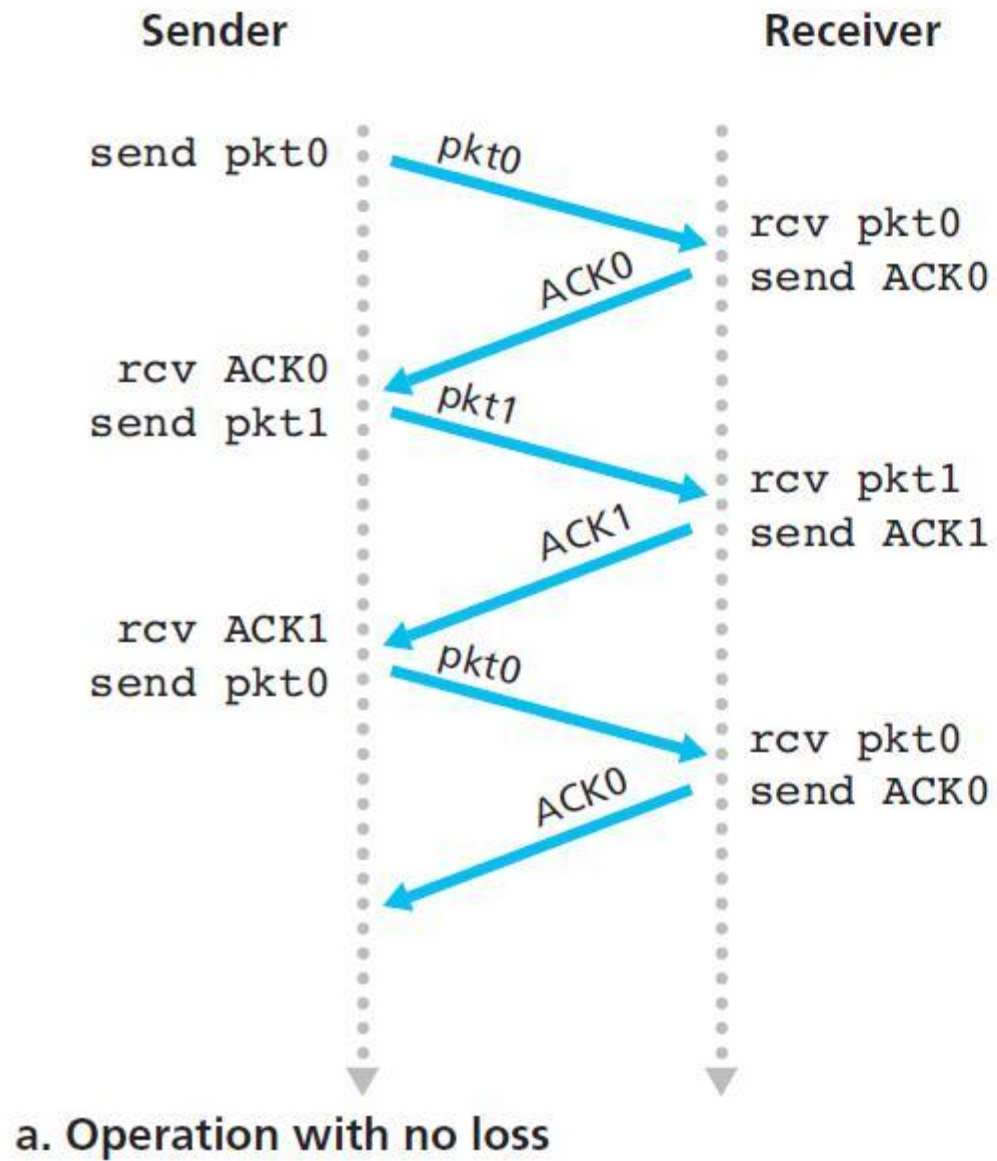 Sender
Receiver
send pkt0
pkt0
rcv pkt0
send ACK0
ACK0
rcv ACK0
send pkt1
pkt1
rcv pkt1
send ACK1
ACK1
rcv ACK1
send pkt0
pkt0
rcv pkt0
send ACK0
ACK0
a. Operation with no loss